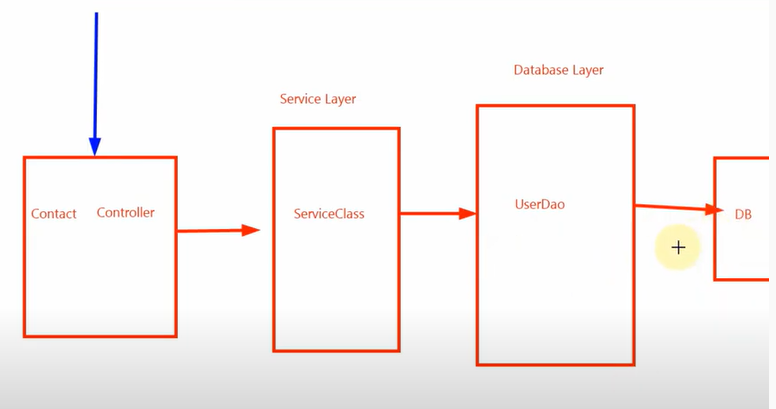 Database Layer
Service Layer
Contact Controller
ServiceClass
UserDao
DB